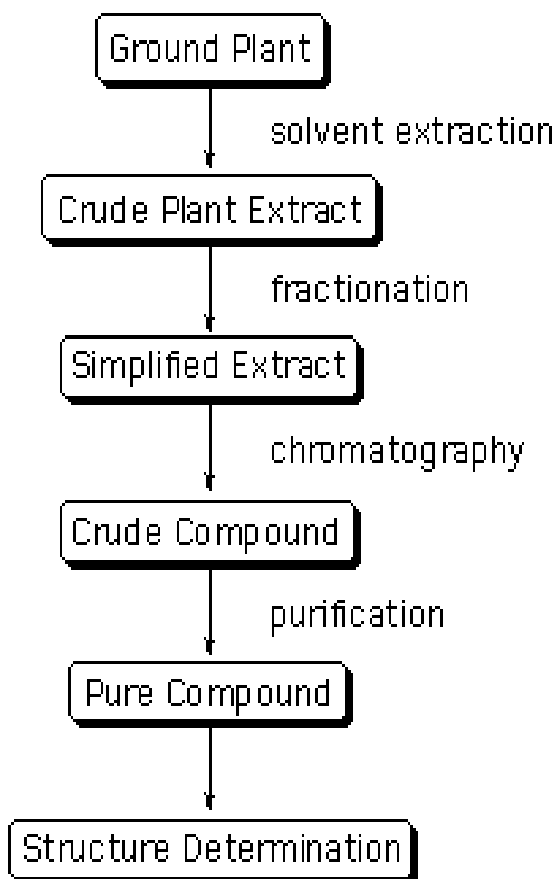 Ground Plant
solvent extraction
Crude Plant Extract
fractionation
Simplified Extract
chromatography
Crude Compound
purification
Pure Compound
Structure Determination